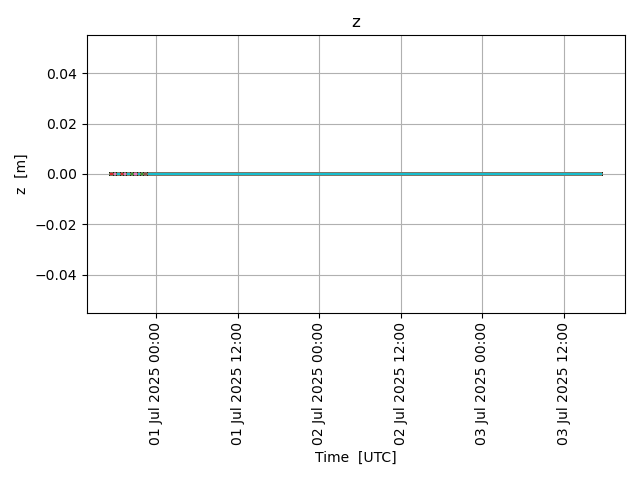 z
0.04
0.02
0.00
−0.02
−0.04
z [m]
01 Jul 2025 00:00
01 Jul 2025 12:00
02 Jul 2025 00:00
02 Jul 2025 12:00
03 Jul 2025 00:00
03 Jul 2025 12:00
Time [UTC]